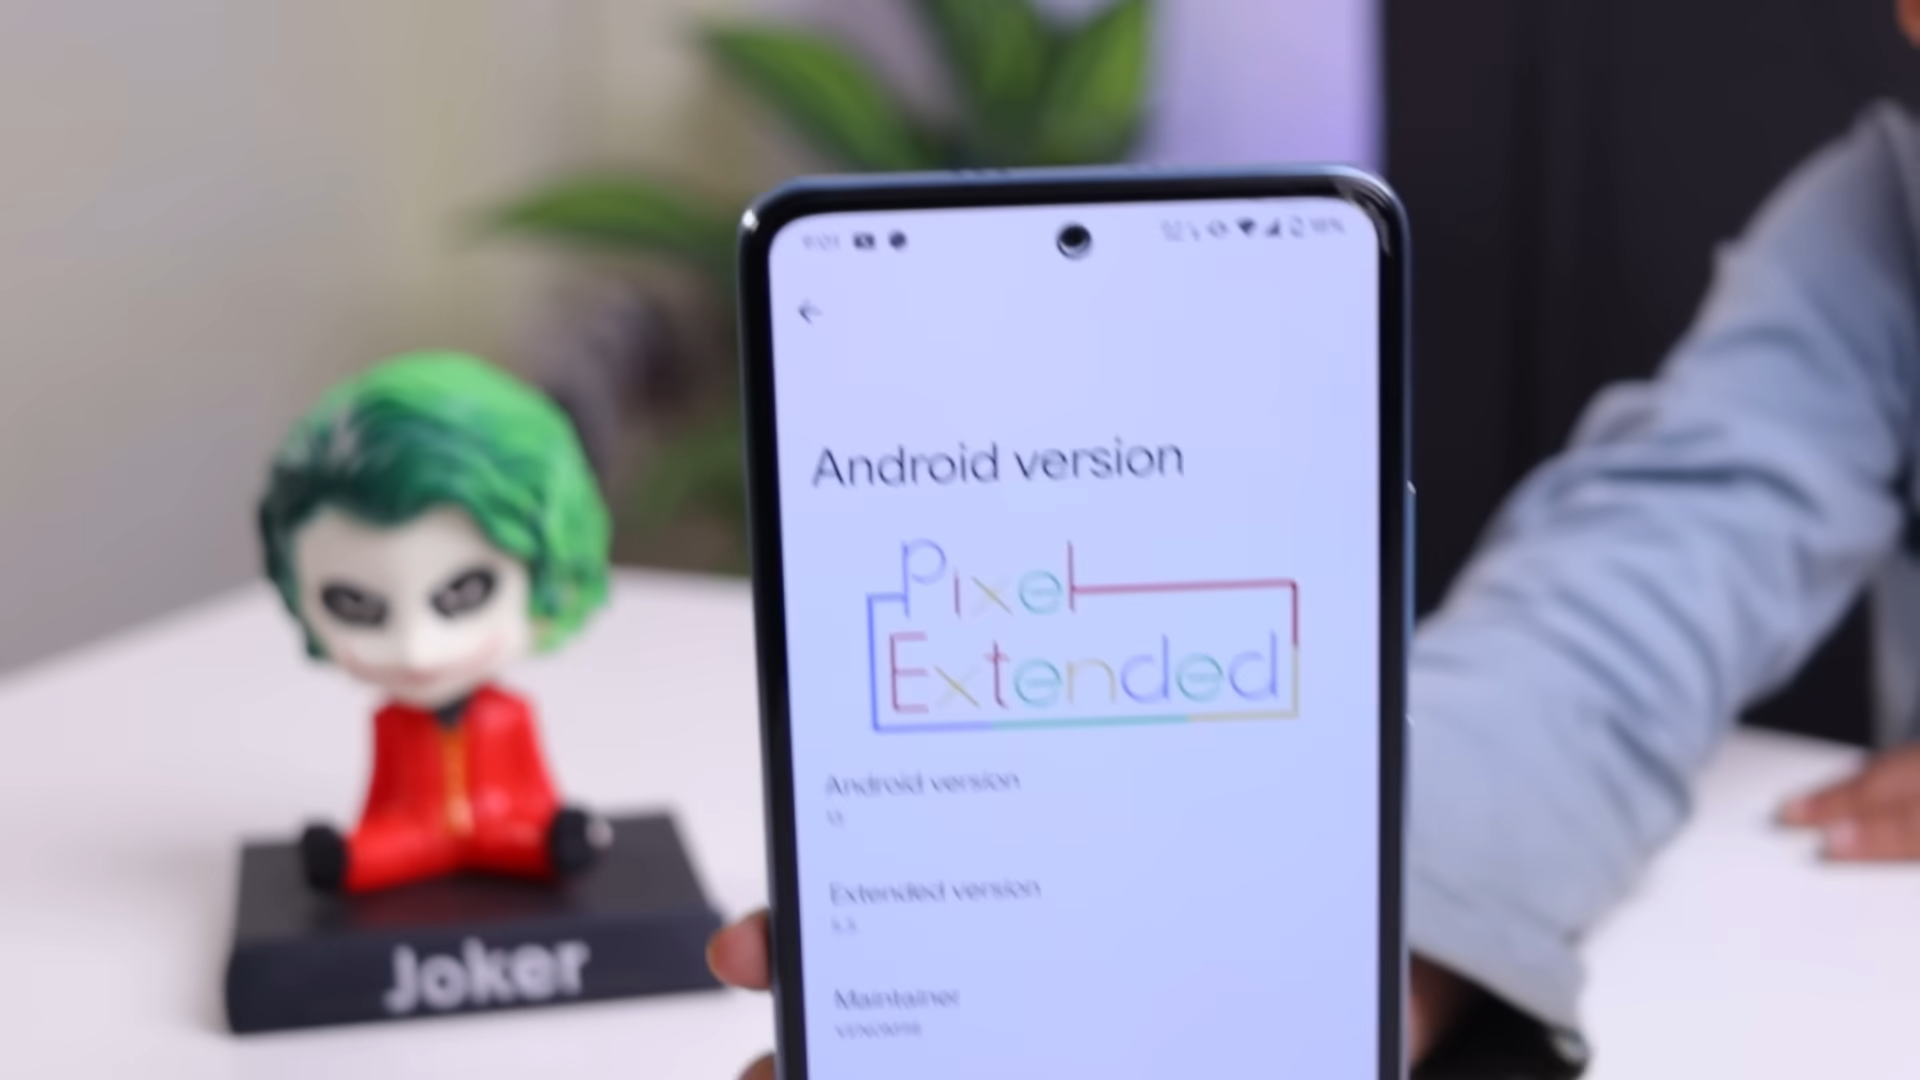 Android version
Pixel
Extended
Android version
Extended version
Maintainer
Joker